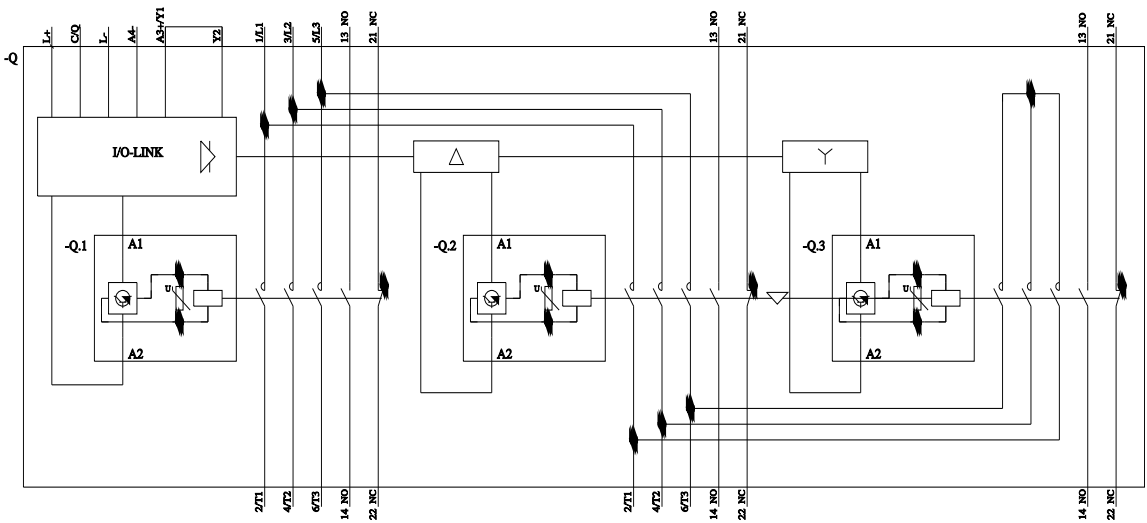 L+
C/Q
L-
A4-
A3+/Y1
Y2
1/L1
3/L2
5/L3
13 NO
21 NC
13 NO
21 NC
13 NO
21 NC
-Q
I/O-LINK
Δ
Y
-Q.1
A1
U
A2
-Q.2
A1
U
A2
-Q.3
A1
U
A2
2/T1
4/T2
6/T3
14 NO
22 NC
2/T1
4/T2
6/T3
14 NO
22 NC
14 NO
22 NC